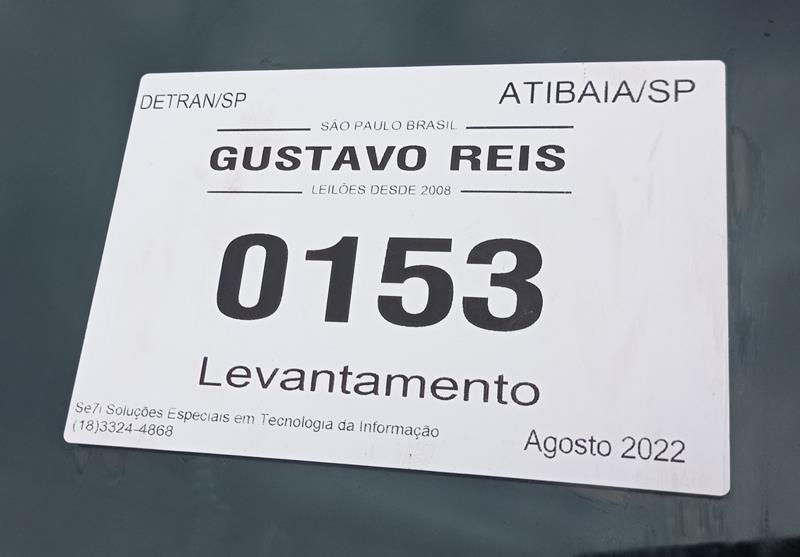 DETRAN/SP
ATIBAIA/SP
SÃO PAULO BRASIL
GUSTAVO REIS
LEILÕES DESDE 2008
0153
Levantamento
Se7i Soluções Especiais em Tecnologia da Informação
(18)3324-4868
Agosto 2022